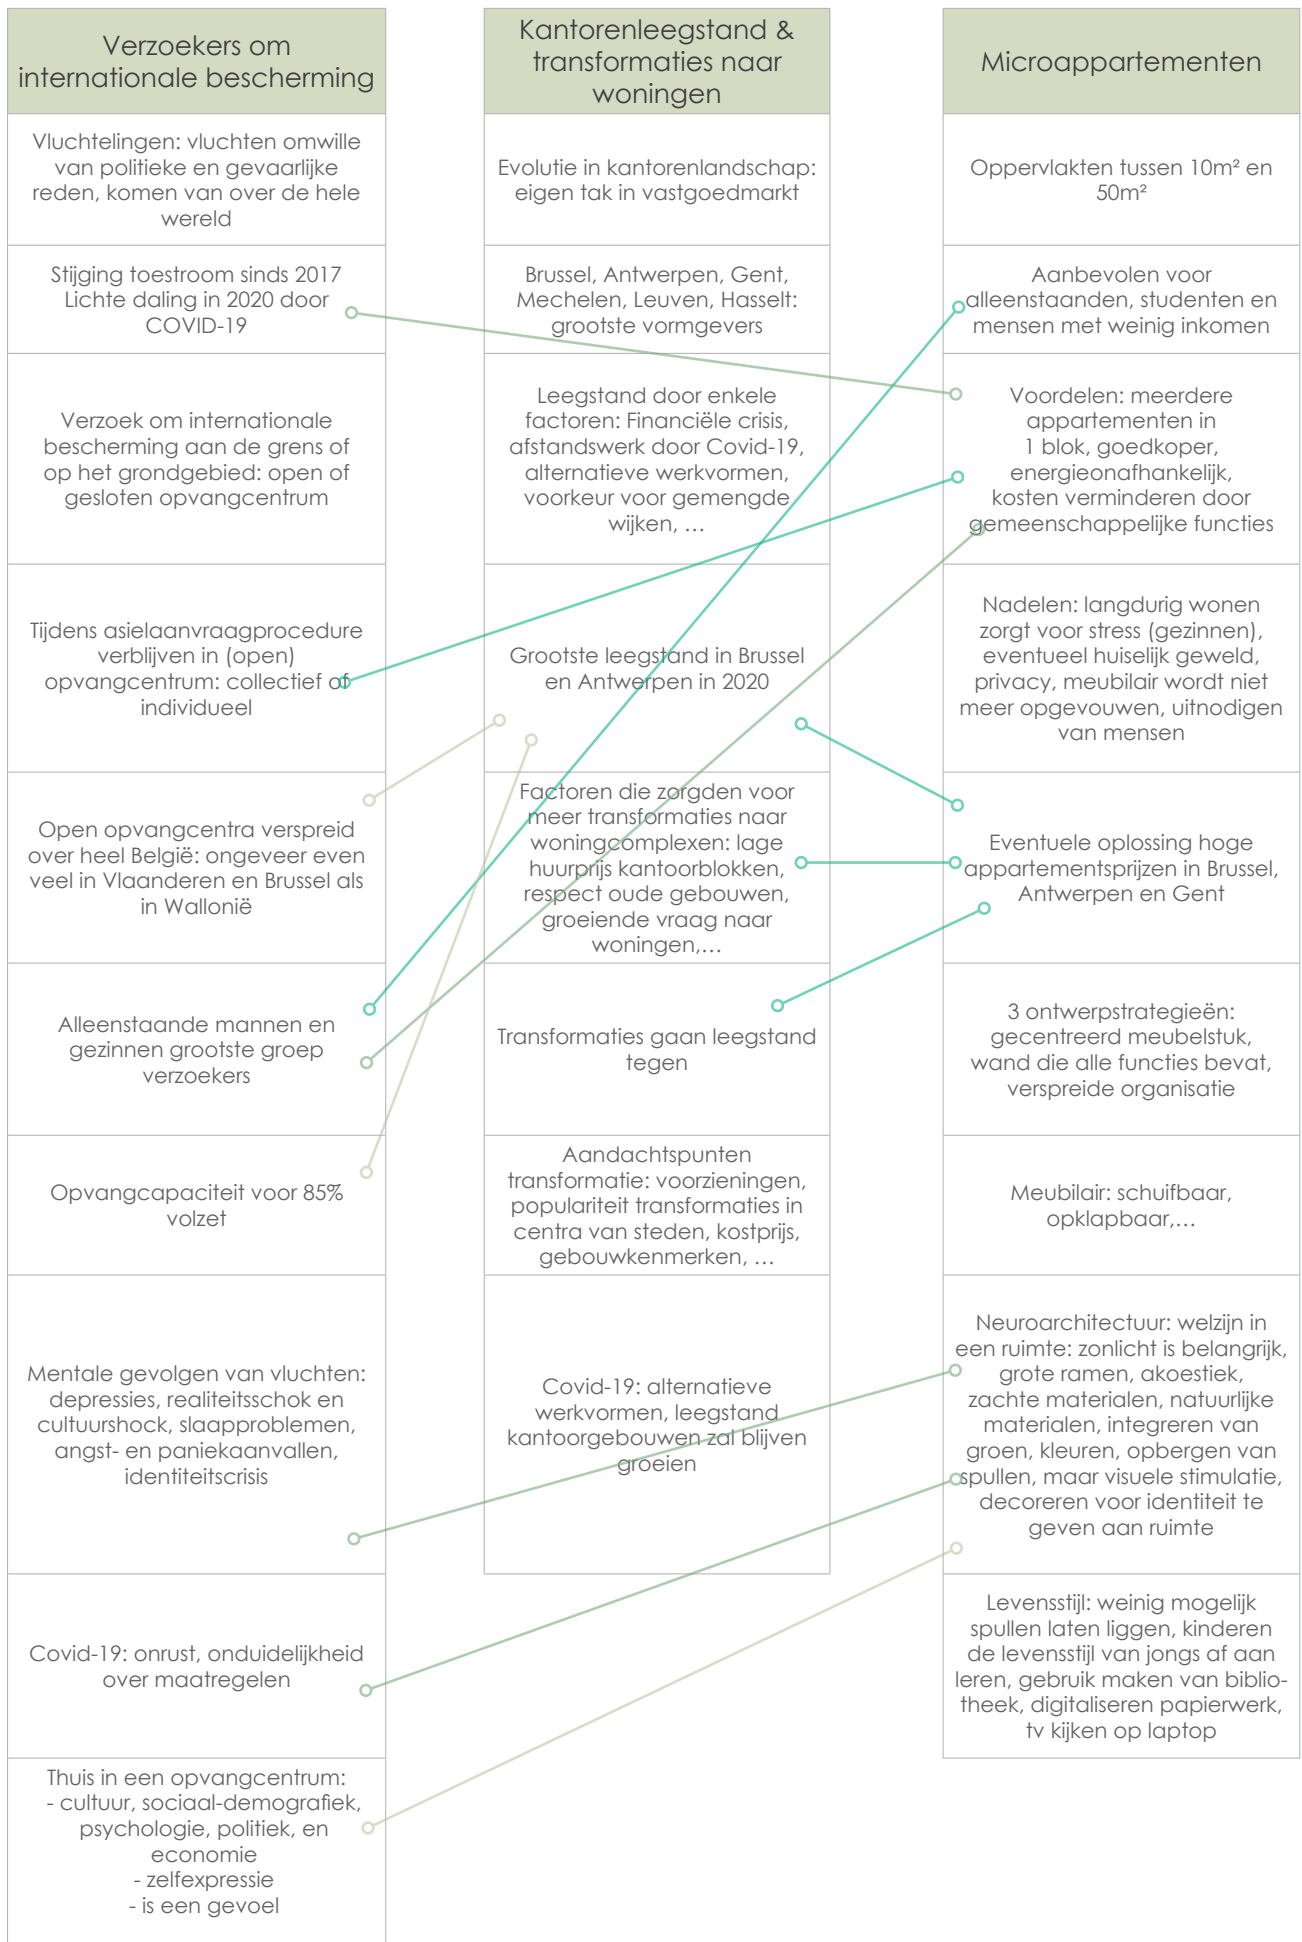 Verzoekers om
internationale bescherming
Vluchtelingen: vluchten omwille
van politieke en gevaarlijke
reden, komen van over de hele
wereld
Stijging toestroom sinds 2017
Lichte daling in 2020 door
COVID-19
Verzoek om internationale
bescherming aan de grens of
op het grondgebied: open of
gesloten opvangcentrum
Tijdens asielaanvraagprocedure
verblijven in (open)
opvangcentrum: collectief of
individueel
Open opvangcentra verspreid
over heel België: ongeveer even
veel in Vlaanderen en Brussel als
in Wallonië
Alleenstaande mannen en
gezinnen grootste groep
verzoekers
Opvangcapaciteit voor 85%
volzet
Mentale gevolgen van vluchten:
depressies, realiteitsschok en
cultuurshock, slaapproblemen,
angst- en paniekaanvallen,
identiteitscrisis
Covid-19: onrust, onduidelijkheid
over maatregelen
Thuis in een opvangcentrum:
- cultuur, sociaal-demografiek,
psychologie, politiek, en
economie
- zelfexpressie
- is een gevoel
Kantorenleegstand &
transformaties naar
woningen
Evolutie in kantorenlandschap:
eigen tak in vastgoedmarkt
Brussel, Antwerpen, Gent,
Mechelen, Leuven, Hasselt:
grootste vormgevers
Leegstand door enkele
factoren: Financiële crisis,
afstandswerk door Covid-19,
alternatieve werkvormen,
voorkeur voor gemengde
wijken, …
Grootste leegstand in Brussel
en Antwerpen in 2020
Factoren die zorgden voor
meer transformaties naar
woningcomplexen: lage
huurprijs kantoorblokken,
respect oude gebouwen,
groeiende vraag naar
woningen,…
Transformaties gaan leegstand
tegen
Aandachtspunten
transformatie: voorzieningen,
populariteit transformaties in
centra van steden, kostprijs,
gebouwkenmerken, …
Covid-19: alternatieve
werkvormen, leegstand
kantoorgebouwen zal blijven
groeien
Microappartementen
Oppervlakten tussen 10m² en
50m²
Aanbevolen voor
alleenstaanden, studenten en
mensen met weinig inkomen
Voordelen: meerdere
appartementen in
1 blok, goedkoper,
energieonafhankelijk,
kosten verminderen door
gemeenschappelijke functies
Nadelen: langdurig wonen
zorgt voor stress (gezinnen),
eventueel huiselijk geweld,
privacy, meubilair wordt niet
meer opgevouwen, uitnodigen
van mensen
Eventuele oplossing hoge
appartementsprijzen in Brussel,
Antwerpen en Gent
3 ontwerpstrategieën:
gecentreerd meubelstuk,
wand die alle functies bevat,
verspreide organisatie
Meubilair: schuifbaar,
opklapbaar,…
Neuroarchitectuur: welzijn in
een ruimte: zonlicht is belangrijk,
grote ramen, akoestiek,
zachte materialen, natuurlijke
materialen, integreren van
groen, kleuren, opbergen van
spullen, maar visuele stimulatie,
decoreren voor identiteit te
geven aan ruimte
Levensstijl: weinig mogelijk
spullen laten liggen, kinderen
de levensstijl van jongs af aan
leren, gebruik maken van biblio-
theek, digitaliseren papierwerk,
tv kijken op laptop